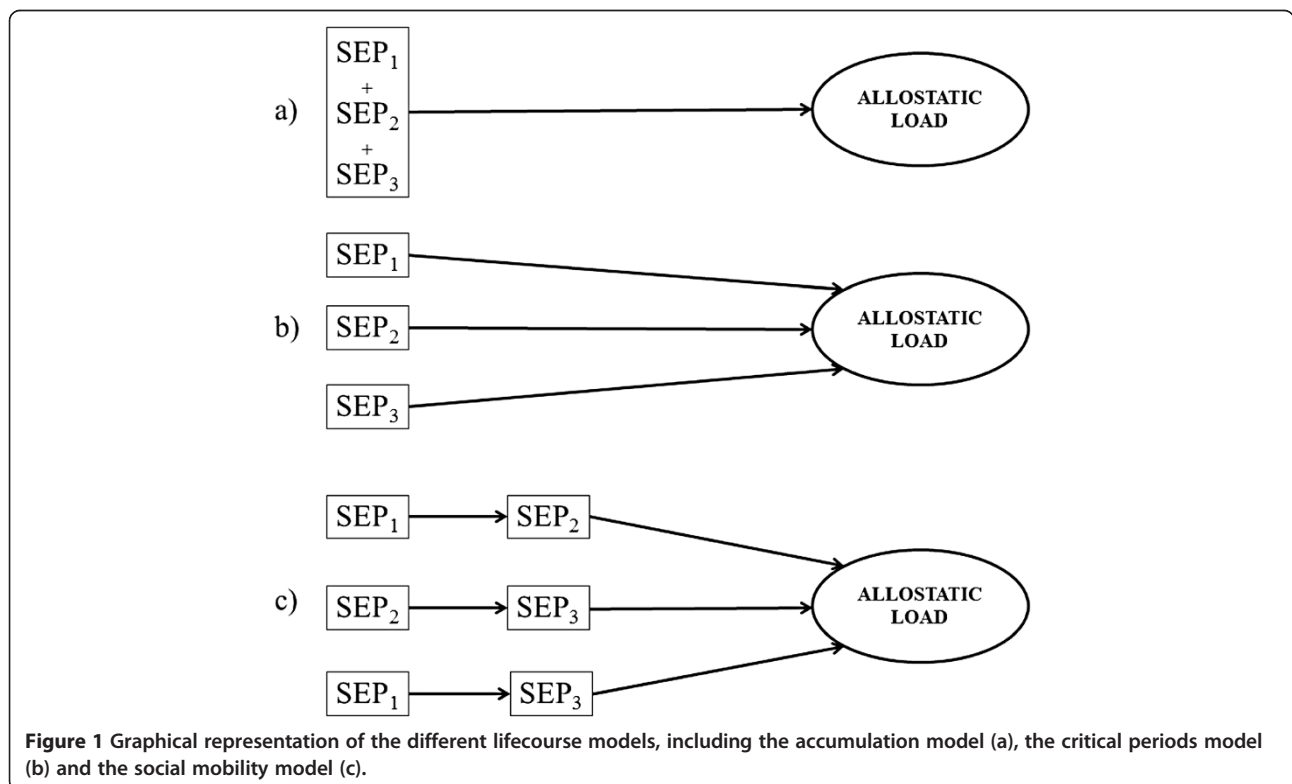 a)
SEP₁
+
SEP₂
+
SEP₃
ALLOSTATIC
LOAD
b)
SEP₁
SEP₂
SEP₃
ALLOSTATIC
LOAD
c)
SEP₁
SEP₂
SEP₂
SEP₃
SEP₁
SEP₃
ALLOSTATIC
LOAD
Figure 1 Graphical representation of the different lifecourse models, including the accumulation model (a), the critical periods model
(b) and the social mobility model (c).